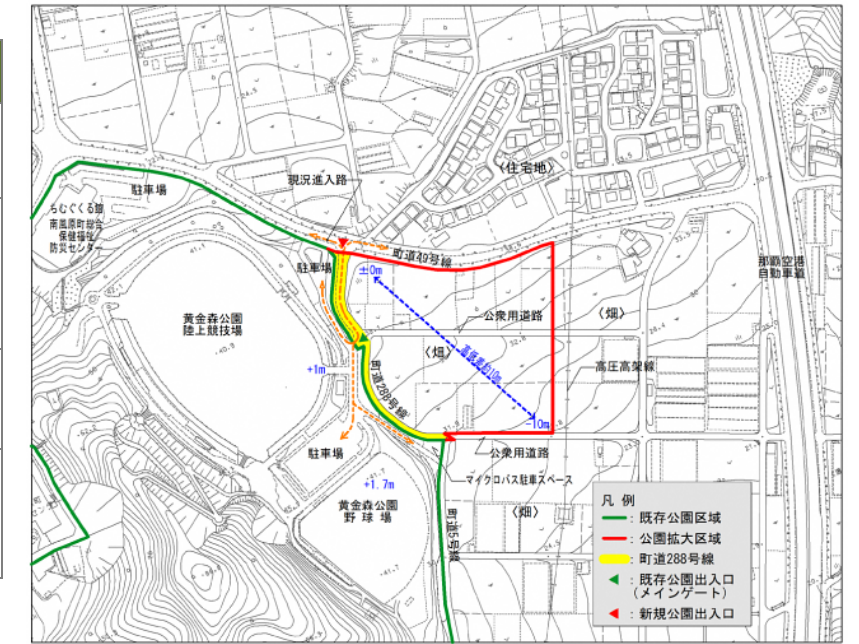 〈住宅地〉
現況進入路
駐車場
ちむぐくる館
南風原町総合
保健福祉
防災センター
町道49号線
那覇空港
自動車道
駐車場
±0m
公衆用道路
〈畑〉
黄金森公園
陸上競技場
〈畑〉
高低差約10m
高圧高架線
+1m
町道288号線
-10m
公衆用道路
駐車場
マイクロバス駐車スペース
+1.7m
黄金森公園
野球場
〈畑〉
町道5号線
凡 例
: 既存公園区域
: 公園拡大区域
: 町道288号線
: 既存公園出入口
(メインゲート)
: 新規公園出入口